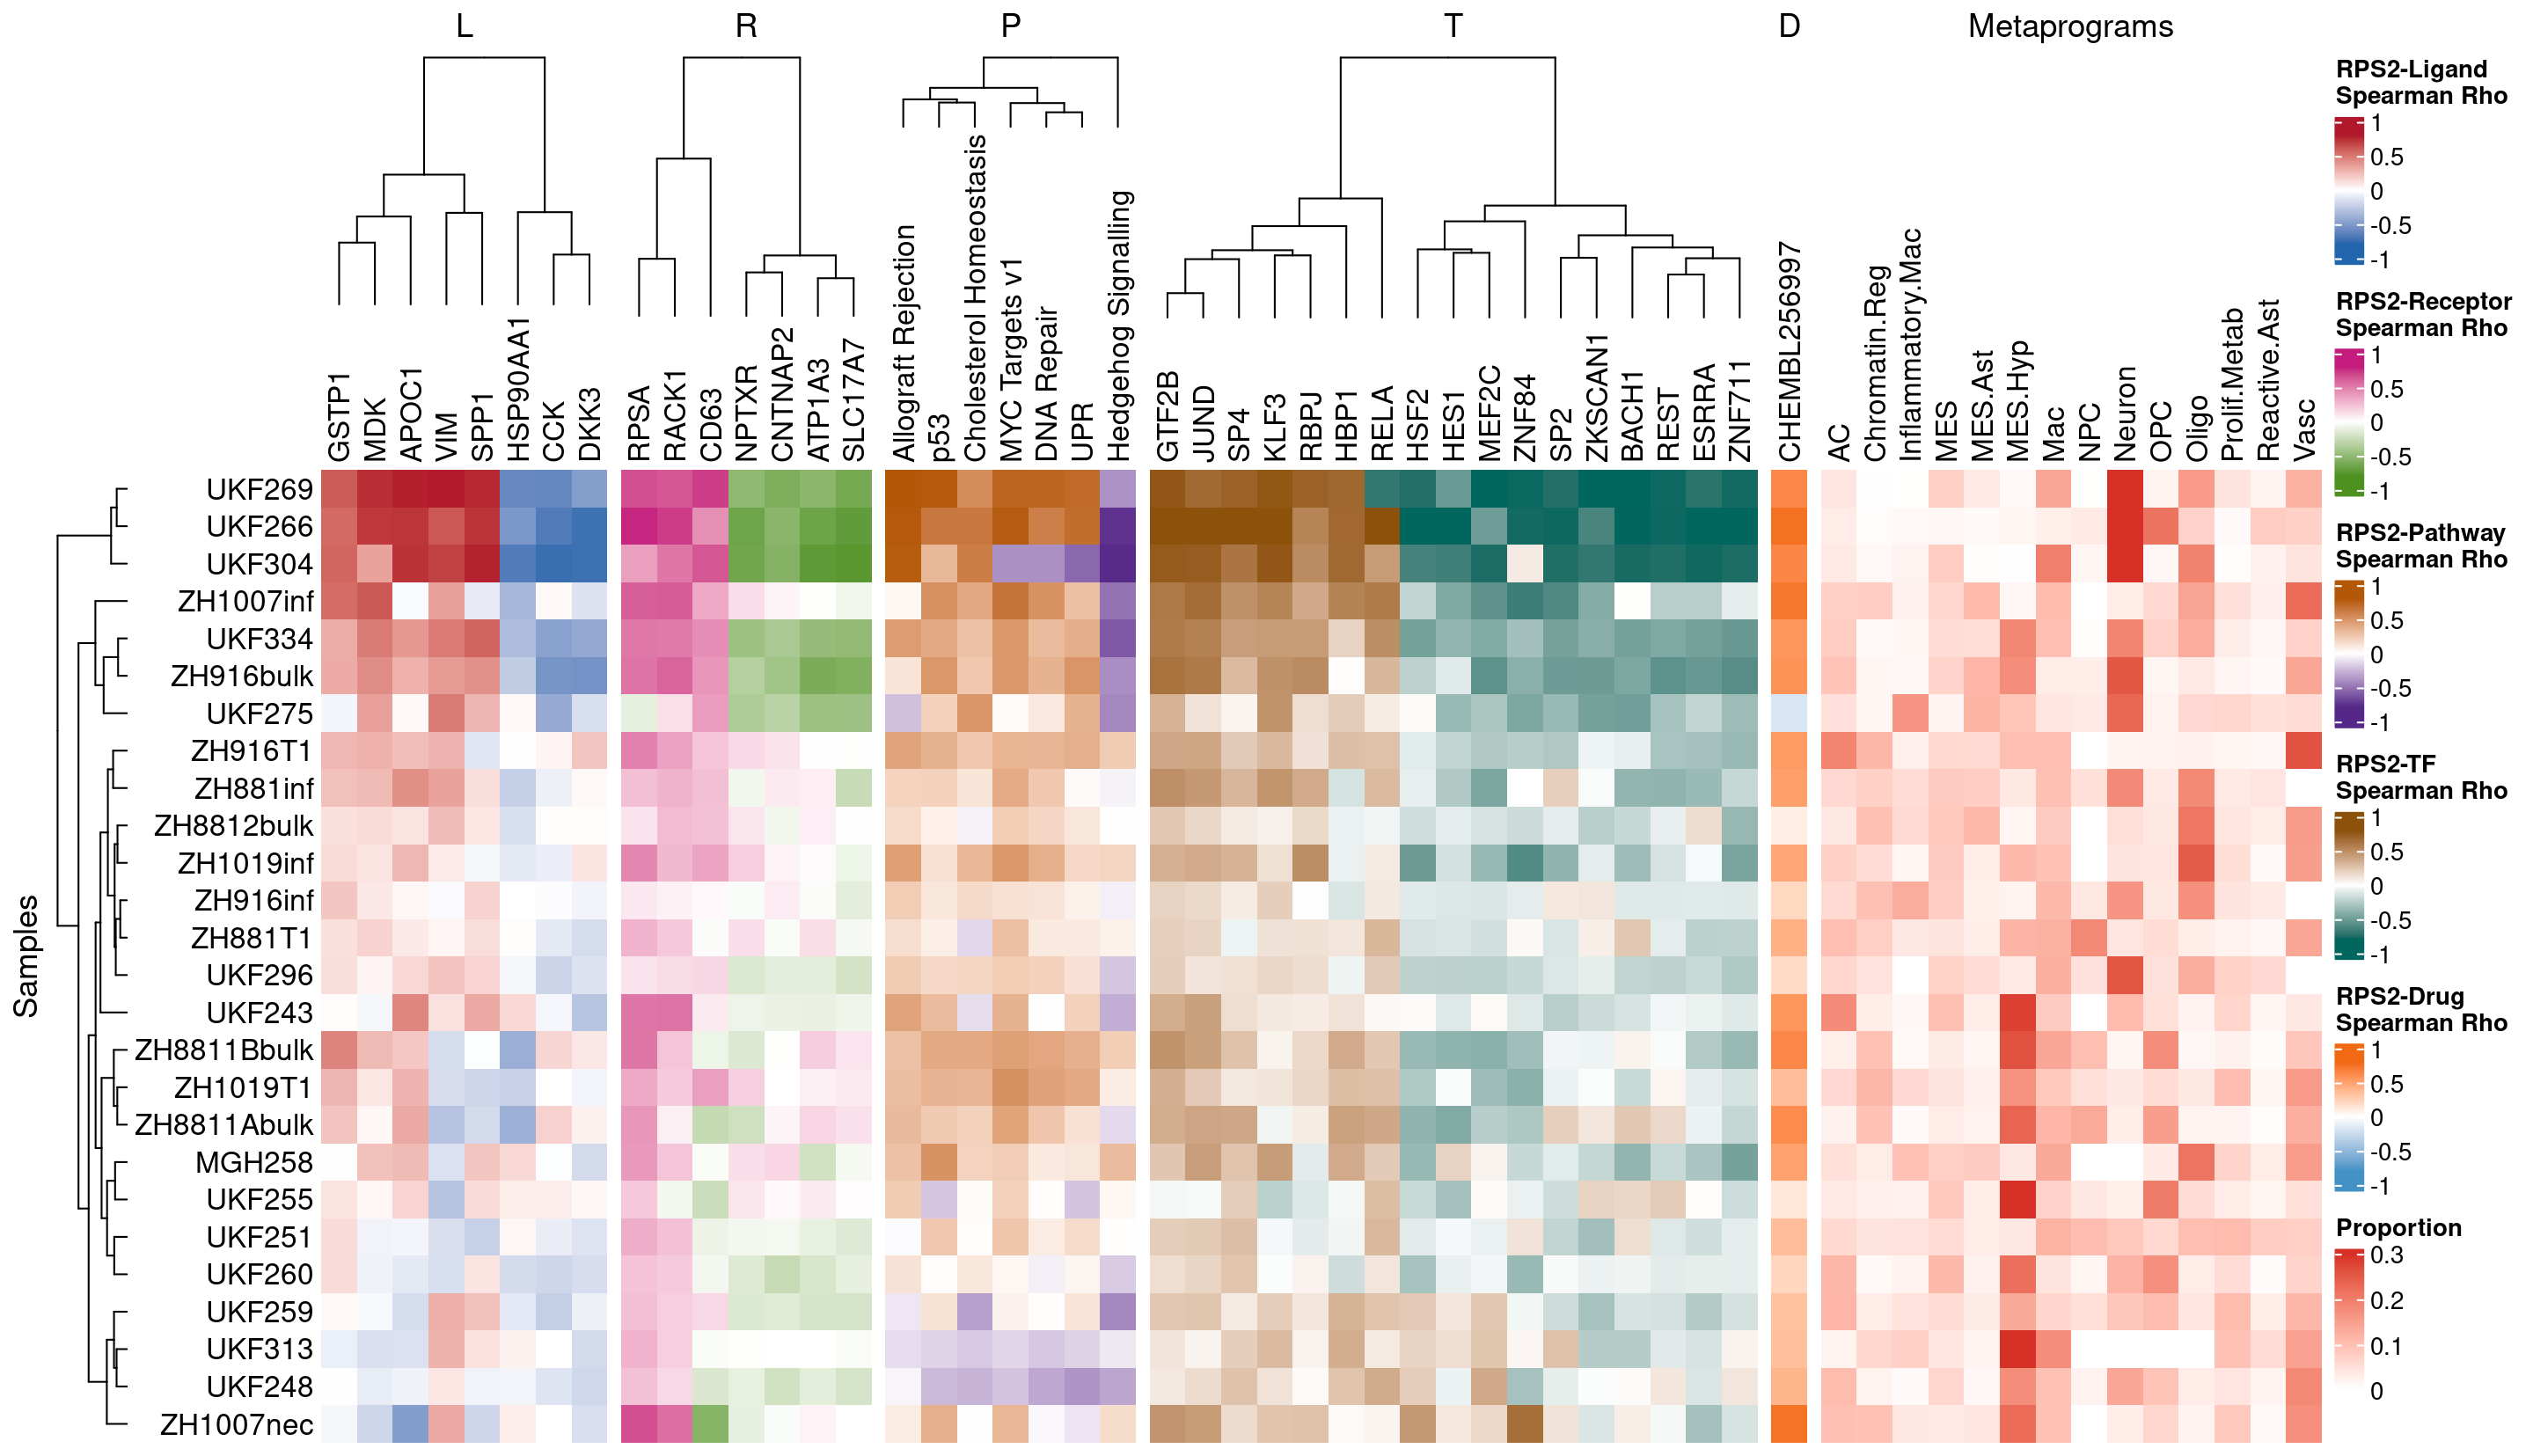 L R P T D Metaprograms
GSTP1 MDK APOC1 VIM SPP1 HSP90AA1 CCK DKK3
RPSA RACK1 CD63 NPTXR CNTNAP2 ATP1A3 SLC17A7
Allograft Rejection
p53
Cholesterol Homeostasis
MYC Targets v1
DNA Repair
UPR
Hedgehog Signalling
GTF2B JUND SP4 KLF3 RBPJ HBP1 RELA HSF2 HES1 MEF2C ZNF84 SP2 ZKSCAN1 BACH1 REST ESRRA ZNF711
CHEMBL256997
AC Chromatin.Reg Inflammatory.Mac MES MES.Ast MES.Hyp Mac NPC Neuron OPC Oligo Prolif.Metab Reactive.Ast Vasc
Samples
UKF269
UKF266
UKF304
ZH1007inf
UKF334
ZH916bulk
UKF275
ZH916T1
ZH881inf
ZH8812bulk
ZH1019inf
ZH916inf
ZH881T1
UKF296
UKF243
ZH8811Bbulk
ZH1019T1
ZH8811Abulk
MGH258
UKF255
UKF251
UKF260
UKF259
UKF313
UKF248
ZH1007nec
RPS2-Ligand
Spearman Rho
1
0.5
0
-0.5
-1
RPS2-Receptor
Spearman Rho
1
0.5
0
-0.5
-1
RPS2-Pathway
Spearman Rho
1
0.5
0
-0.5
-1
RPS2-TF
Spearman Rho
1
0.5
0
-0.5
-1
RPS2-Drug
Spearman Rho
1
0.5
0
-0.5
-1
Proportion
0.3
0.2
0.1
0